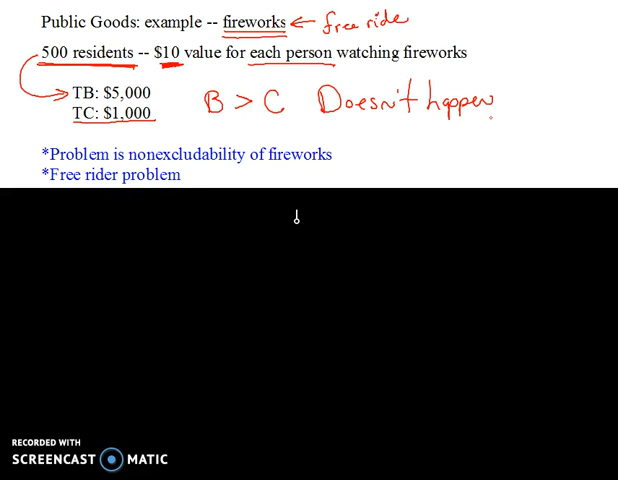 Public Goods: example -- fireworks ← free ride
500 residents -- $10 value for each person watching fireworks
TB: $5,000
TC: $1,000
B > C Doesn't happen
*Problem is nonexcludability of fireworks
*Free rider problem
RECORDED WITH
SCREENCAST MATIC